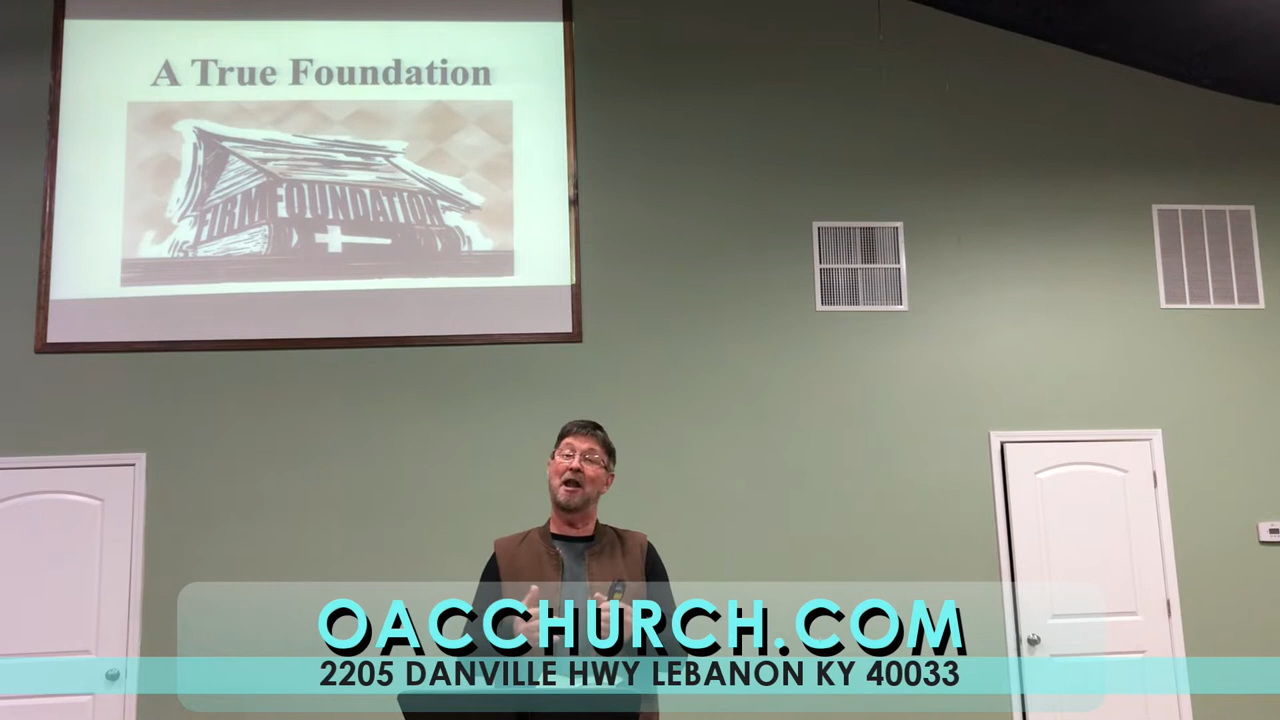 A True Foundation
FIRM FOUNDATION
OACCHURCH.COM
2205 DANVILLE HWY LEBANON KY 40033